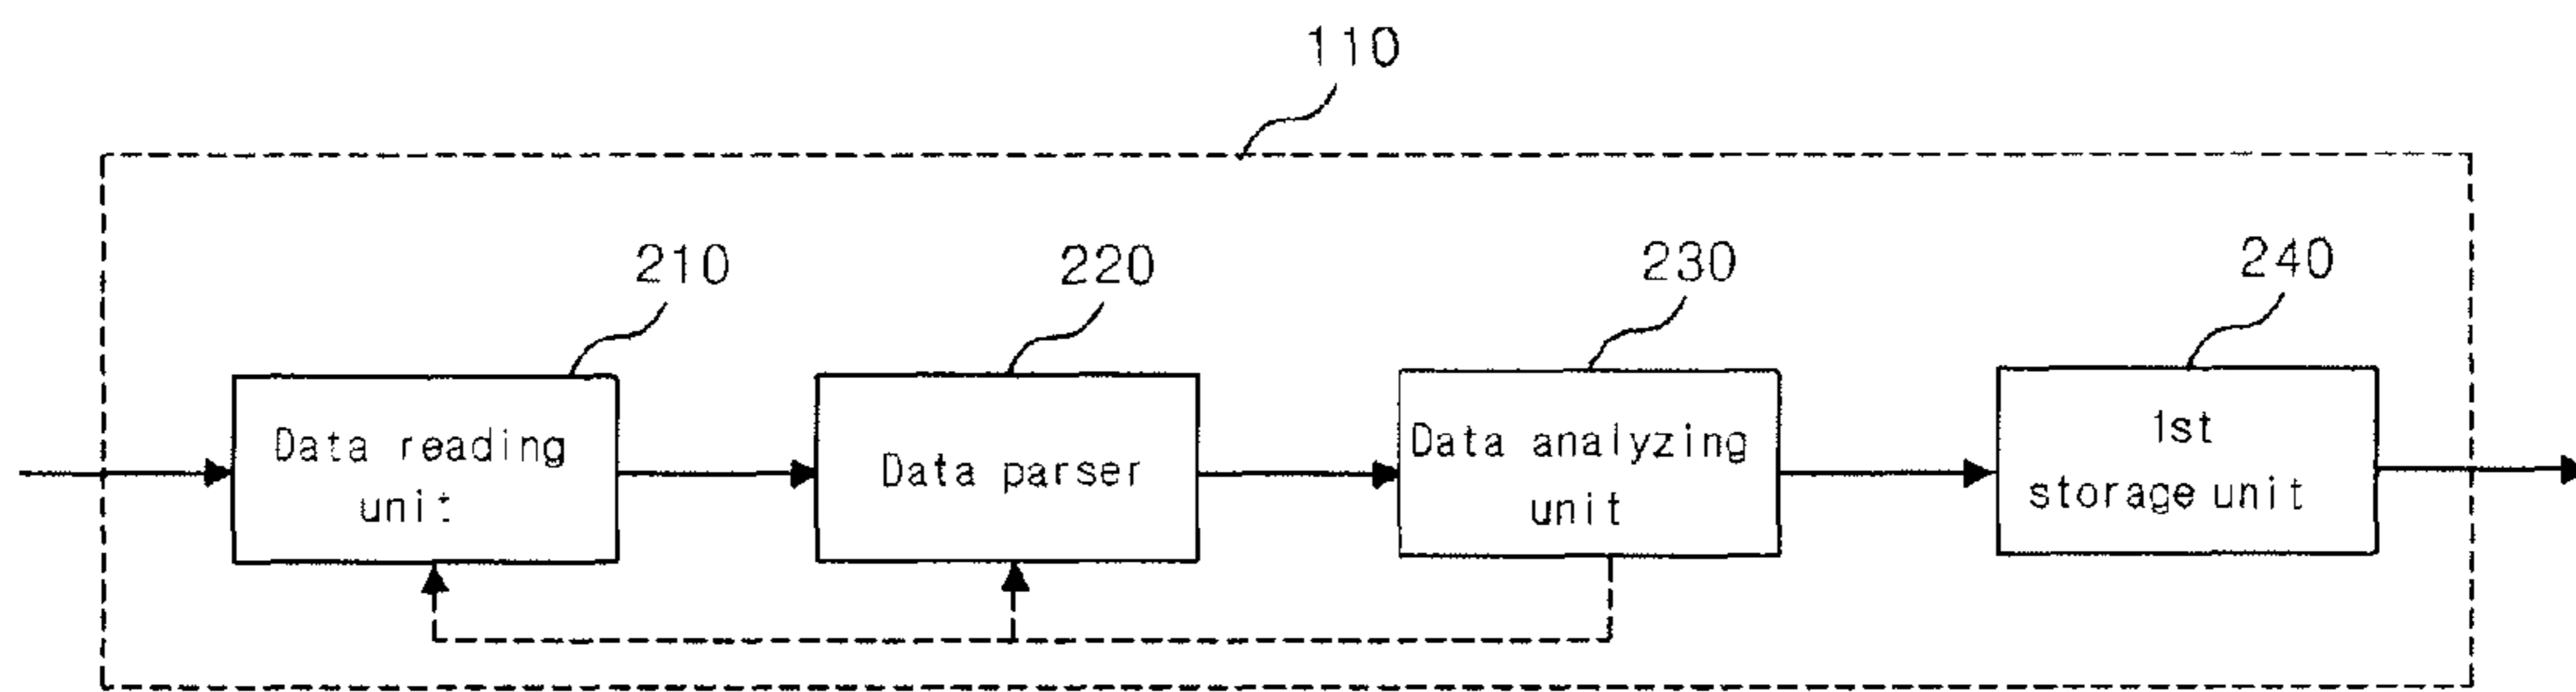 110
210
220
230
240
Data reading
unit
Data parser
Data analyzing
unit
1st
storage unit